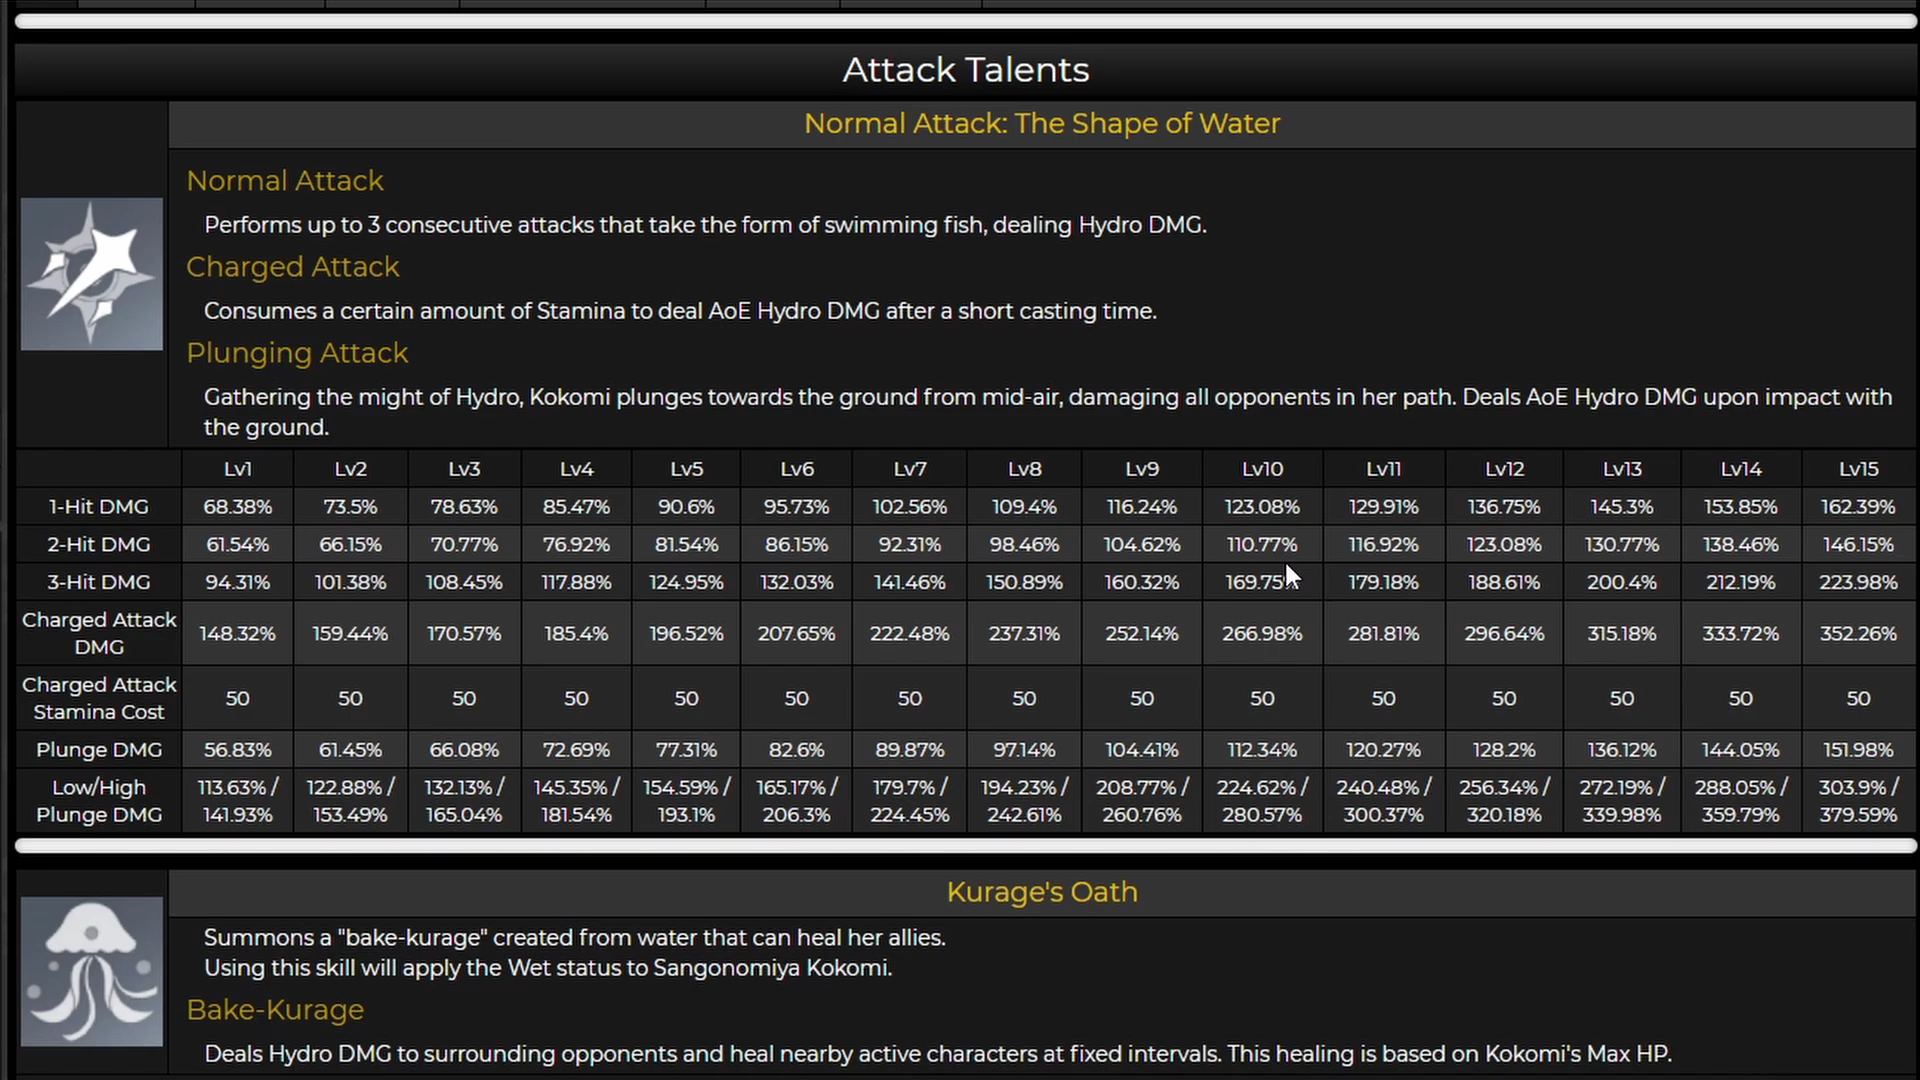 Attack Talents
Normal Attack: The Shape of Water
Normal Attack
Performs up to 3 consecutive attacks that take the form of swimming fish, dealing Hydro DMG.
Charged Attack
Consumes a certain amount of Stamina to deal AoE Hydro DMG after a short casting time.
Plunging Attack
Gathering the might of Hydro, Kokomi plunges towards the ground from mid-air, damaging all opponents in her path. Deals AoE Hydro DMG upon impact with
the ground.
Lv1 Lv2 Lv3 Lv4 Lv5 Lv6 Lv7 Lv8 Lv9 Lv10 Lv11 Lv12 Lv13 Lv14 Lv15
1-Hit DMG 68.38% 73.5% 78.63% 85.47% 90.6% 95.73% 102.56% 109.4% 116.24% 123.08% 129.91% 136.75% 145.3% 153.85% 162.39%
2-Hit DMG 61.54% 66.15% 70.77% 76.92% 81.54% 86.15% 92.31% 98.46% 104.62% 110.77% 116.92% 123.08% 130.77% 138.46% 146.15%
3-Hit DMG 94.31% 101.38% 108.45% 117.88% 124.95% 132.03% 141.46% 150.89% 160.32% 169.75% 179.18% 188.61% 200.4% 212.19% 223.98%
Charged Attack
DMG 148.32% 159.44% 170.57% 185.4% 196.52% 207.65% 222.48% 237.31% 252.14% 266.98% 281.81% 296.64% 315.18% 333.72% 352.26%
Charged Attack
Stamina Cost 50 50 50 50 50 50 50 50 50 50 50 50 50 50 50
Plunge DMG 56.83% 61.45% 66.08% 72.69% 77.31% 82.6% 89.87% 97.14% 104.41% 112.34% 120.27% 128.2% 136.12% 144.05% 151.98%
Low/High 113.63% / 122.88% / 132.13% / 145.35% / 154.59% / 165.17% / 179.7% / 194.23% / 208.77% / 224.62% / 240.48% / 256.34% / 272.19% / 288.05% / 303.9% /
Plunge DMG 141.93% 153.49% 165.04% 181.54% 193.1% 206.3% 224.45% 242.61% 260.76% 280.57% 300.37% 320.18% 339.98% 359.79% 379.59%
Kurage's Oath
Summons a "bake-kurage" created from water that can heal her allies.
Using this skill will apply the Wet status to Sangonomiya Kokomi.
Bake-Kurage
Deals Hydro DMG to surrounding opponents and heal nearby active characters at fixed intervals. This healing is based on Kokomi's Max HP.